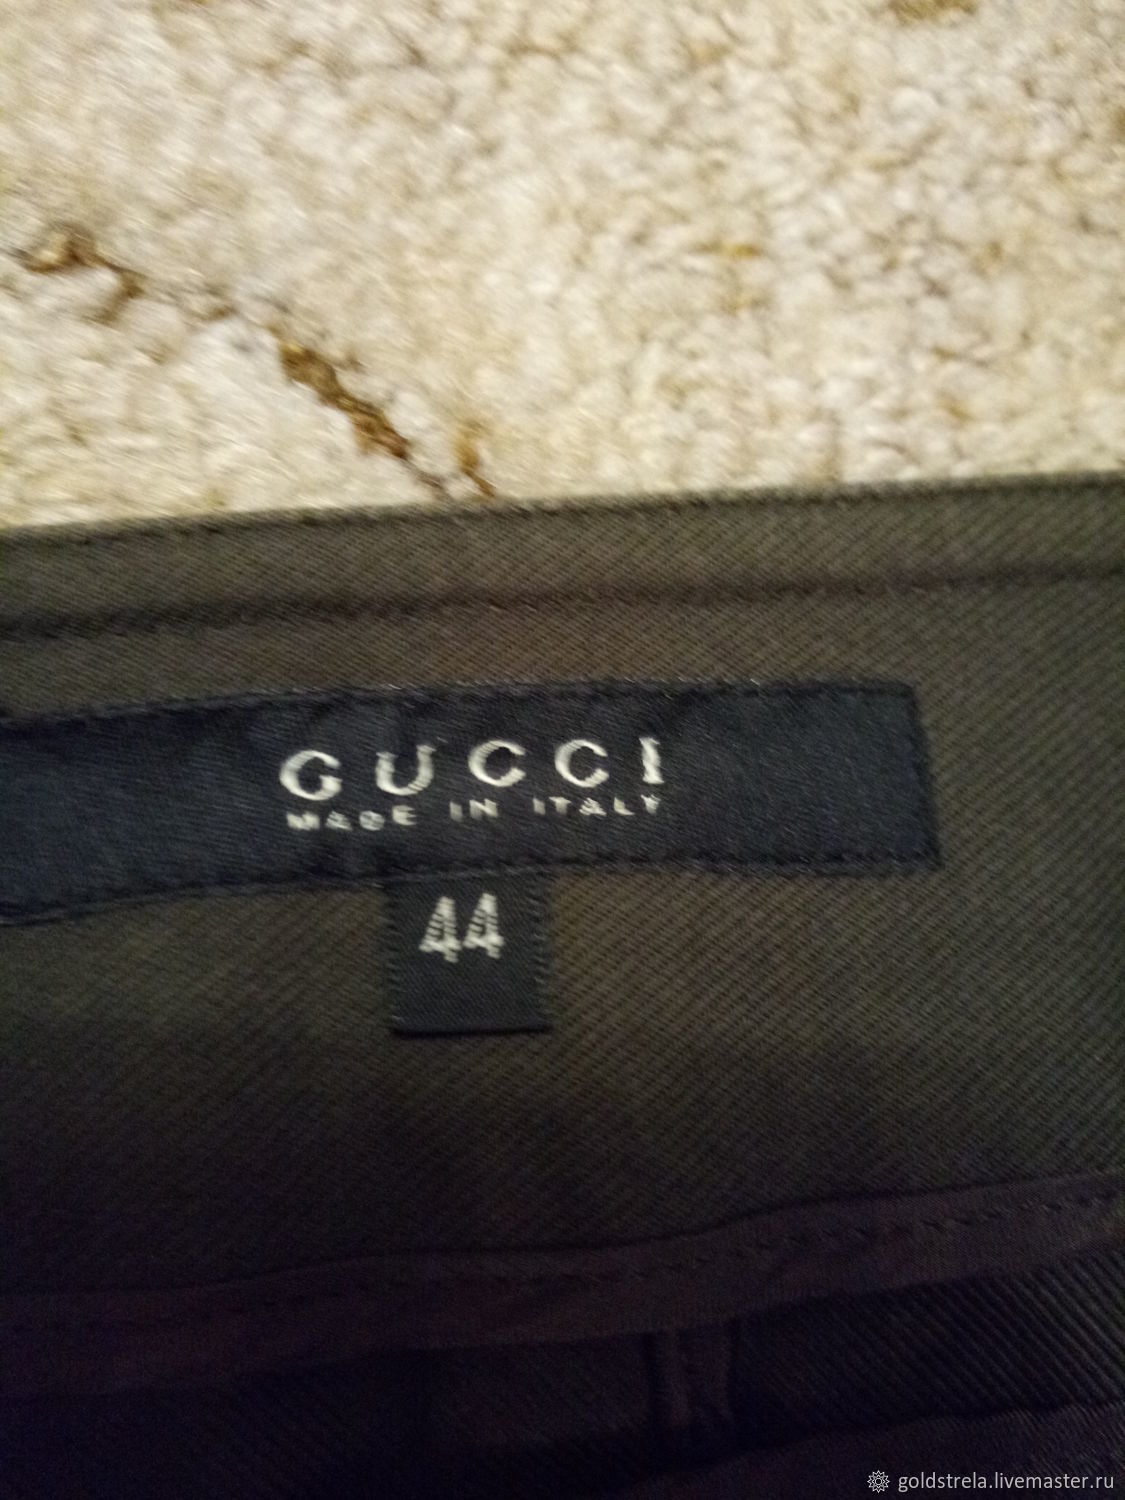 GUCCI
MADE IN ITALY
44
goldstrela.livemaster.ru